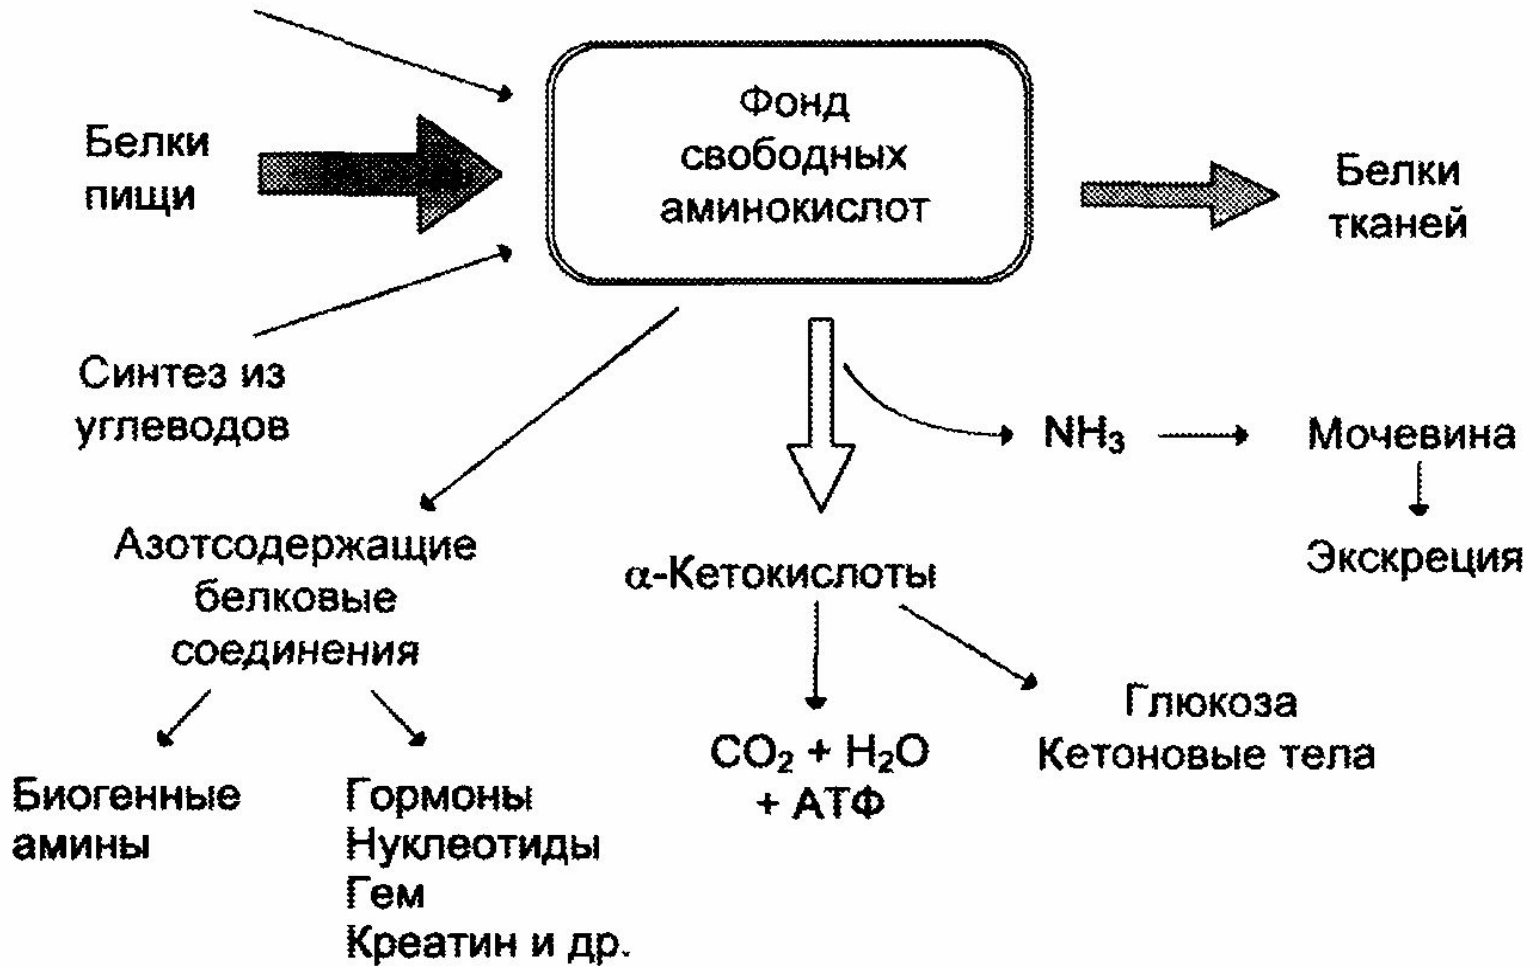 Фонд
свободных
аминокислот
Белки
пищи
Белки
тканей
Синтез из
углеводов
NH₃
Мочевина
Экскреция
Азотсодержащие
белковые
соединения
α-Кетокислоты
Глюкоза
Кетоновые тела
CO₂ + H₂O
+ АТФ
Биогенные
амины
Гормоны
Нуклеотиды
Гем
Креатин и др.